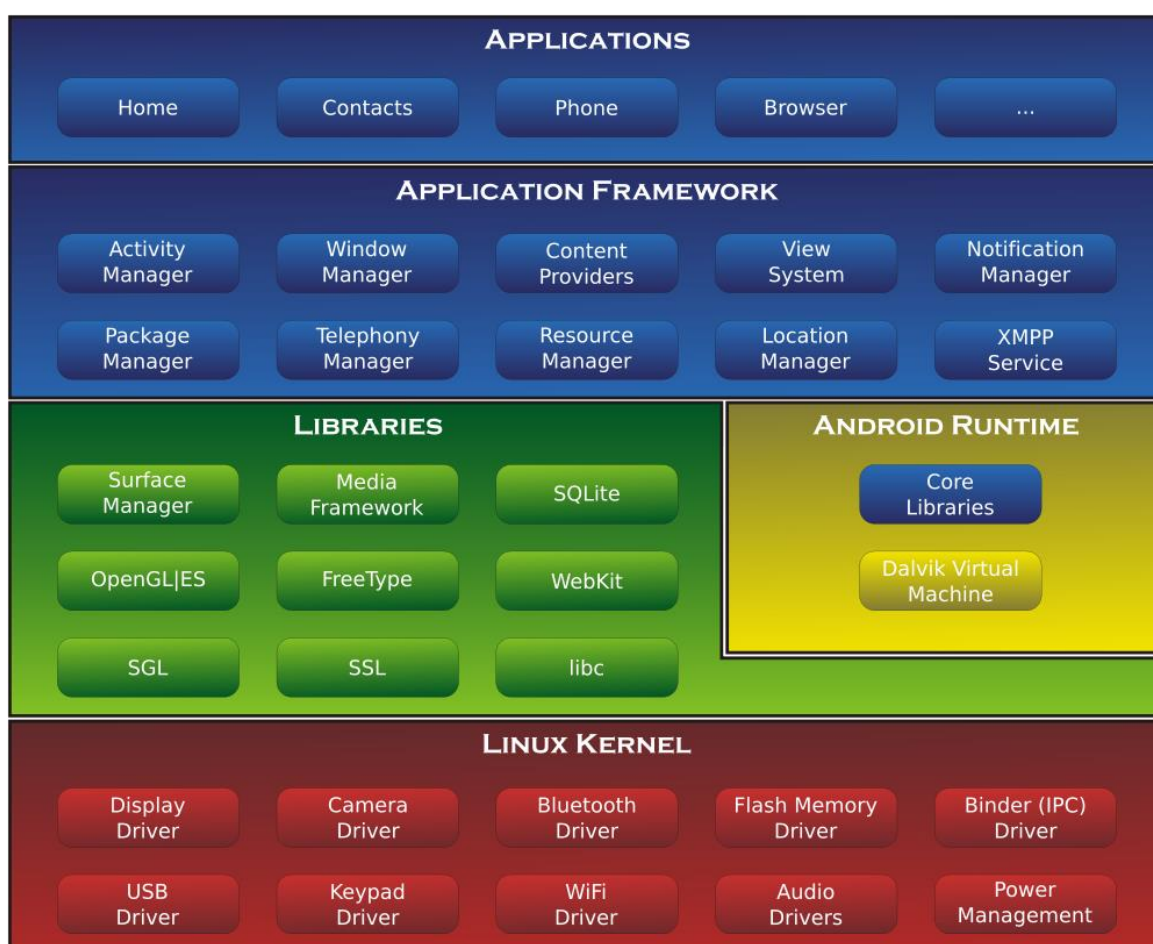 APPLICATIONS
Home
Contacts
Phone
Browser
...
APPLICATION FRAMEWORK
Activity
Manager
Window
Manager
Content
Providers
View
System
Notification
Manager
Package
Manager
Telephony
Manager
Resource
Manager
Location
Manager
XMPP
Service
LIBRARIES
Surface
Manager
Media
Framework
SQLite
OpenGL|ES
FreeType
WebKit
SGL
SSL
libc
ANDROID RUNTIME
Core
Libraries
Dalvik Virtual
Machine
LINUX KERNEL
Display
Driver
Camera
Driver
Bluetooth
Driver
Flash Memory
Driver
Binder (IPC)
Driver
USB
Driver
Keypad
Driver
WiFi
Driver
Audio
Drivers
Power
Management